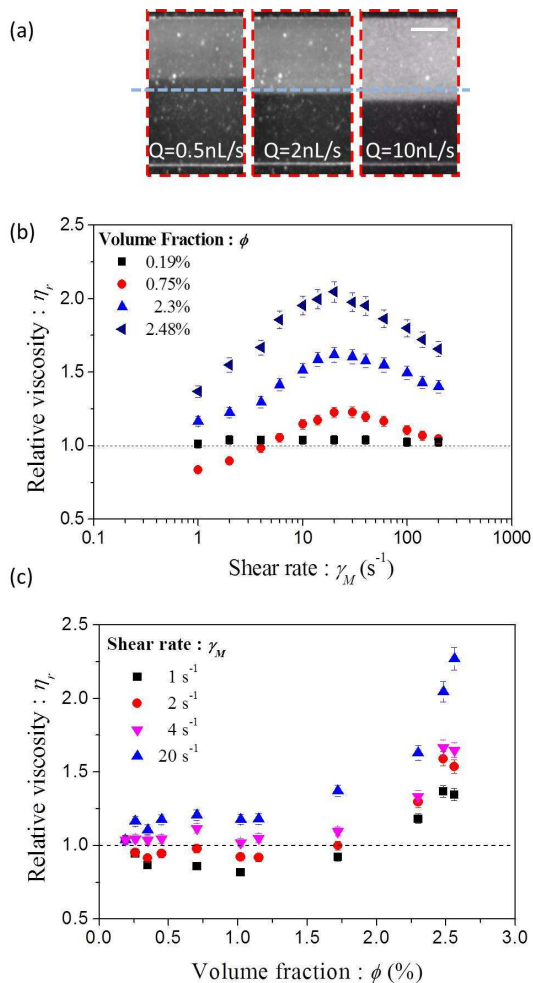 (a)
Q=0.5nL/s Q=2nL/s Q=10nL/s
(b)
2.5
2.0
1.5
1.0
0.5
Relative viscosity : ηr
Volume Fraction : ϕ
0.19%
0.75%
2.3%
2.48%
0.1 1 10 100 1000
Shear rate : γM (s-1)
(c)
2.5
2.0
1.5
1.0
0.5
Relative viscosity : ηr
Shear rate : γM
1 s-1
2 s-1
4 s-1
20 s-1
0.0 0.5 1.0 1.5 2.0 2.5 3.0
Volume fraction : ϕ (%)